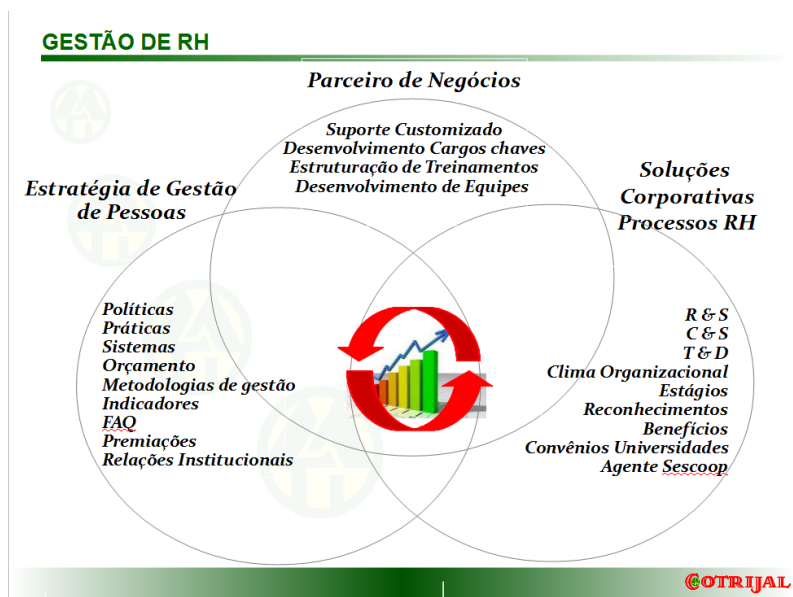 GESTÃO DE RH
Parceiro de Negócios
Suporte Customizado
Desenvolvimento Cargos chaves
Estruturação de Treinamentos
Desenvolvimento de Equipes
Estratégia de Gestão
de Pessoas
Soluções
Corporativas
Processos RH
Políticas
Práticas
Sistemas
Orçamento
Metodologias de gestão
Indicadores
FAQ
Premiações
Relações Institucionais
R & S
C & S
T & D
Clima Organizacional
Estágios
Reconhecimentos
Benefícios
Convênios Universidades
Agente Sescoop
COTRIJAL